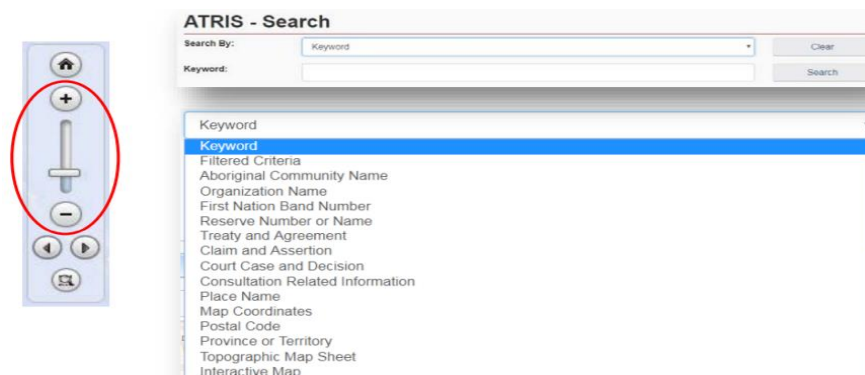 ATRIS - Search
Search By:
Keyword
Clear
Keyword:
Search
Keyword
Keyword
Filtered Criteria
Aboriginal Community Name
Organization Name
First Nation Band Number
Reserve Number or Name
Treaty and Agreement
Claim and Assertion
Court Case and Decision
Consultation Related Information
Place Name
Map Coordinates
Postal Code
Province or Territory
Topographic Map Sheet
Interactive Map